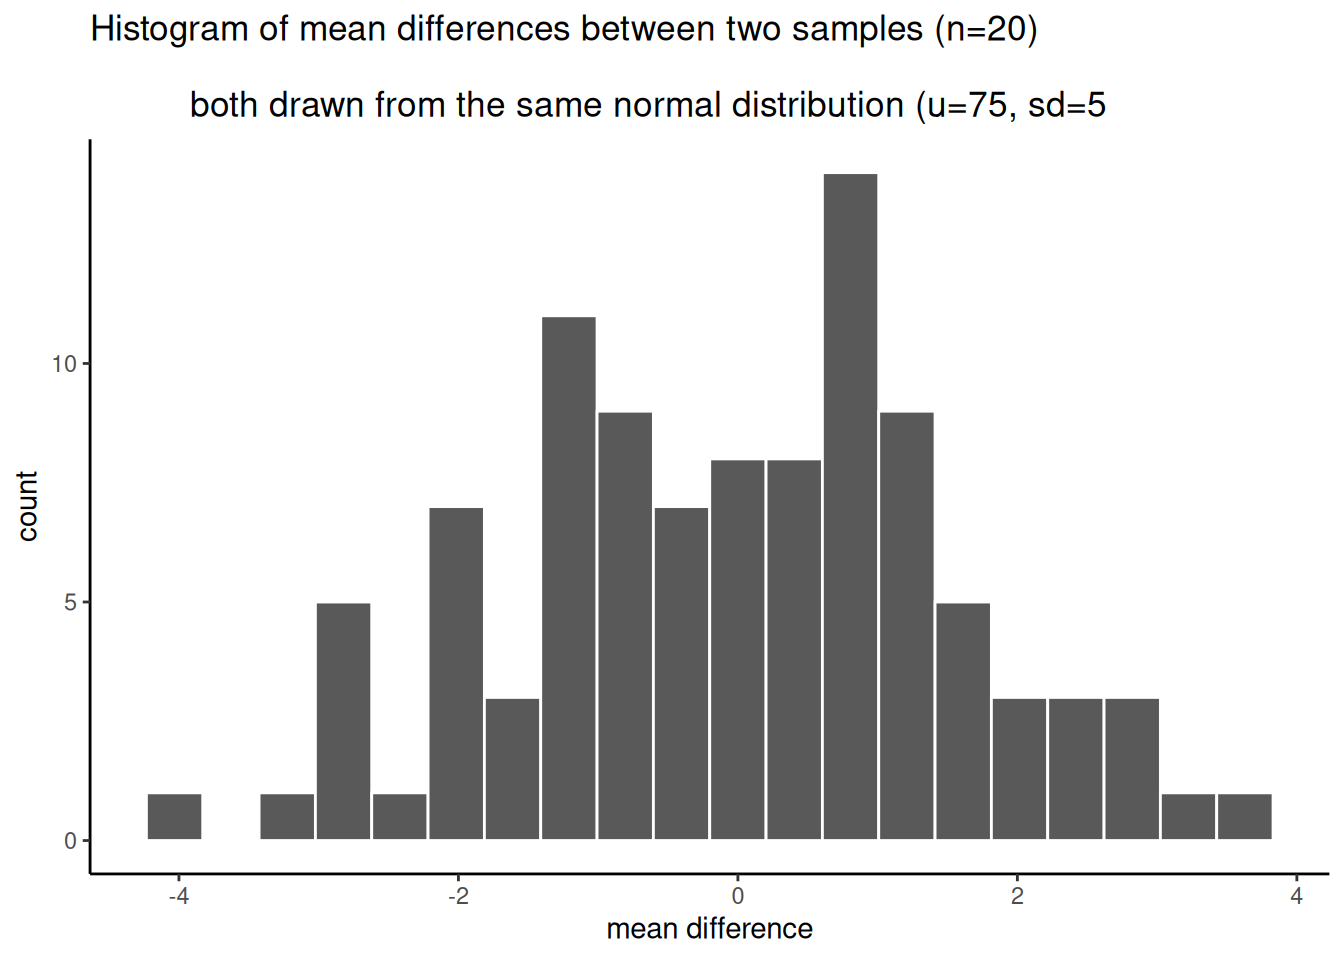 Histogram of mean differences between two samples (n=20)
both drawn from the same normal distribution (u=75, sd=5
10
5
0
count
-4 -2 0 2 4
mean difference